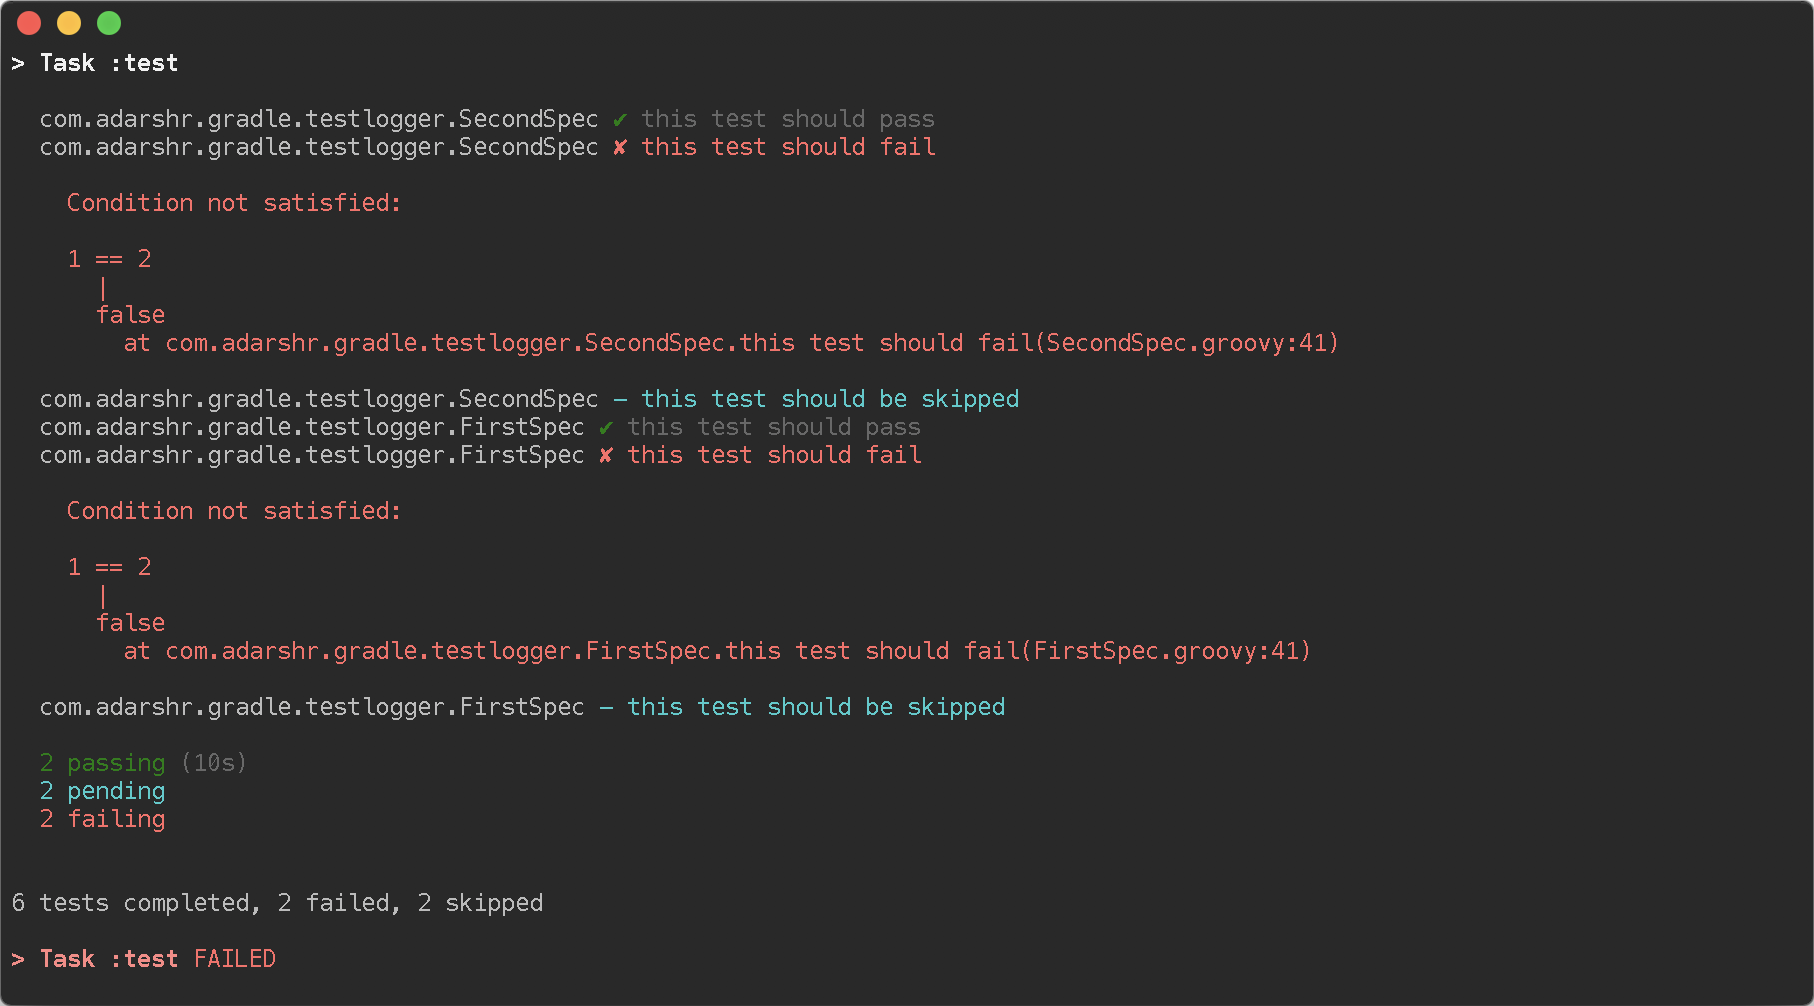 > Task :test
com.adarshr.gradle.testlogger.SecondSpec ✔ this test should pass
com.adarshr.gradle.testlogger.SecondSpec ✘ this test should fail
Condition not satisfied:
1 == 2
|
false
at com.adarshr.gradle.testlogger.SecondSpec.this test should fail(SecondSpec.groovy:41)
com.adarshr.gradle.testlogger.SecondSpec – this test should be skipped
com.adarshr.gradle.testlogger.FirstSpec ✔ this test should pass
com.adarshr.gradle.testlogger.FirstSpec ✘ this test should fail
Condition not satisfied:
1 == 2
|
false
at com.adarshr.gradle.testlogger.FirstSpec.this test should fail(FirstSpec.groovy:41)
com.adarshr.gradle.testlogger.FirstSpec – this test should be skipped
2 passing (10s)
2 pending
2 failing
6 tests completed, 2 failed, 2 skipped
> Task :test FAILED